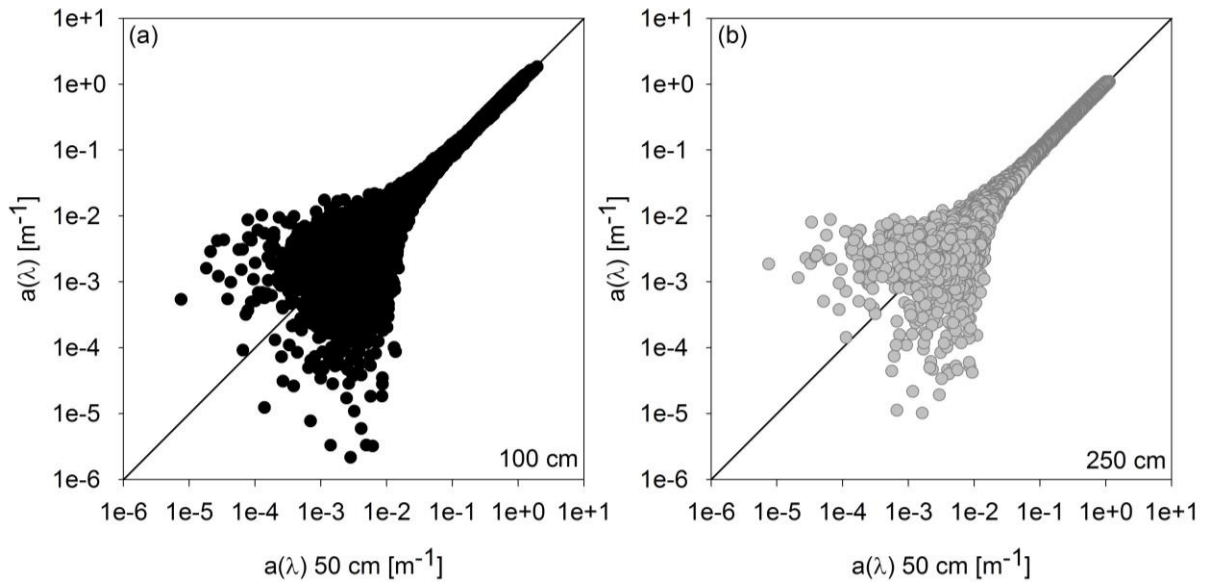 (a)
1e+1
1e+0
1e-1
1e-2
1e-3
1e-4
1e-5
1e-6
a(λ) [m⁻¹]
100 cm
1e-6 1e-5 1e-4 1e-3 1e-2 1e-1 1e+0 1e+1
a(λ) 50 cm [m⁻¹]
(b)
1e+1
1e+0
1e-1
1e-2
1e-3
1e-4
1e-5
1e-6
a(λ) [m⁻¹]
250 cm
1e-6 1e-5 1e-4 1e-3 1e-2 1e-1 1e+0 1e+1
a(λ) 50 cm [m⁻¹]